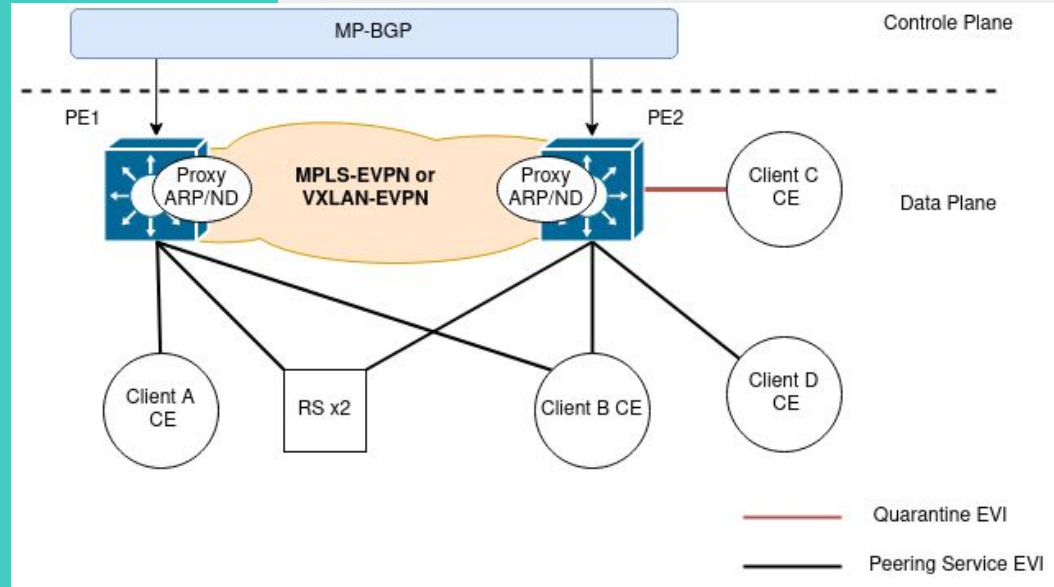 MP-BGP
Controle Plane
PE1
PE2
Proxy
ARP/ND
MPLS-EVPN or
VXLAN-EVPN
Proxy
ARP/ND
Client C
CE
Data Plane
Client A
CE
RS x2
Client B CE
Client D
CE
Quarantine EVI
Peering Service EVI